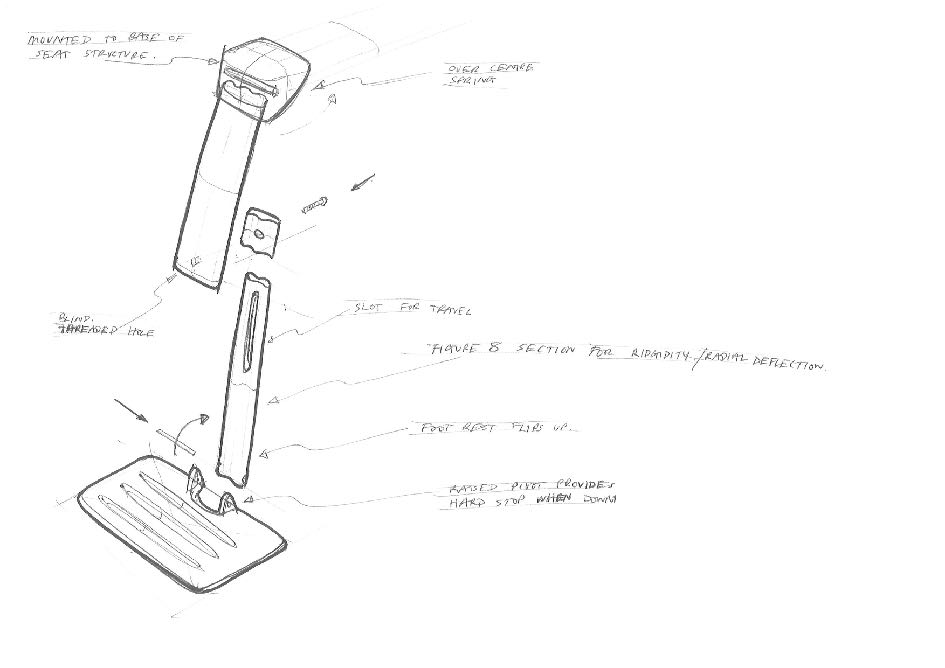 MOUNTED TO BASE OF
SEAT STRUCTURE.
OVER CENTRE
SPRING
BLIND.
THREADED HOLE
SLOT FOR TRAVEL
FIGURE 8 SECTION FOR RIDGIDITY/RADIAL DEFLECTION.
FOOT REST FLIPS UP.
RAISED PIVOT PROVIDES
HARD STOP WHEN DOWN